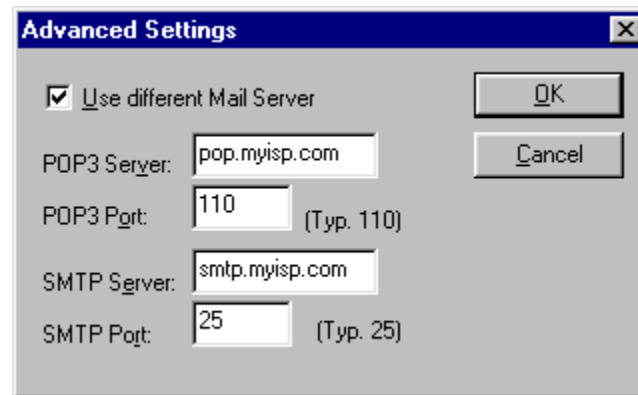 Advanced Settings
Use different Mail Server
OK
POP3 Server: pop.myisp.com
Cancel
POP3 Port: 110 (Typ. 110)
SMTP Server: smtp.myisp.com
SMTP Port: 25 (Typ. 25)